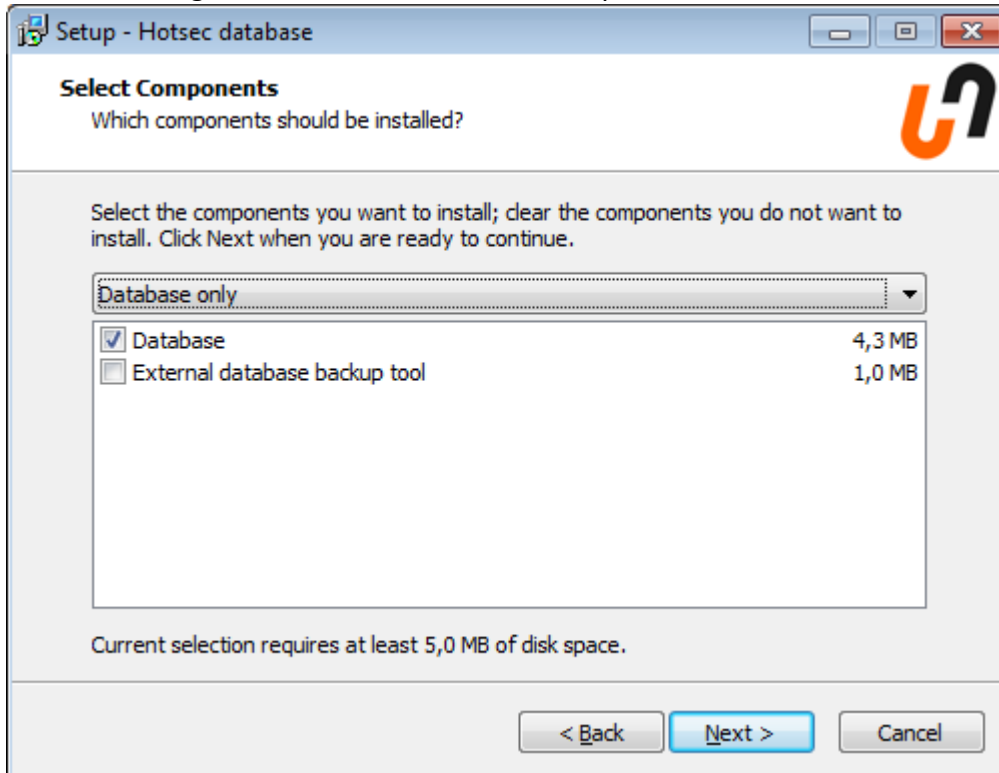 Setup - Hotsec database
Select Components
Which components should be installed?
Select the components you want to install; clear the components you do not want to
install. Click Next when you are ready to continue.
Database only
Database 4,3 MB
External database backup tool 1,0 MB
Current selection requires at least 5,0 MB of disk space.
< Back Next > Cancel